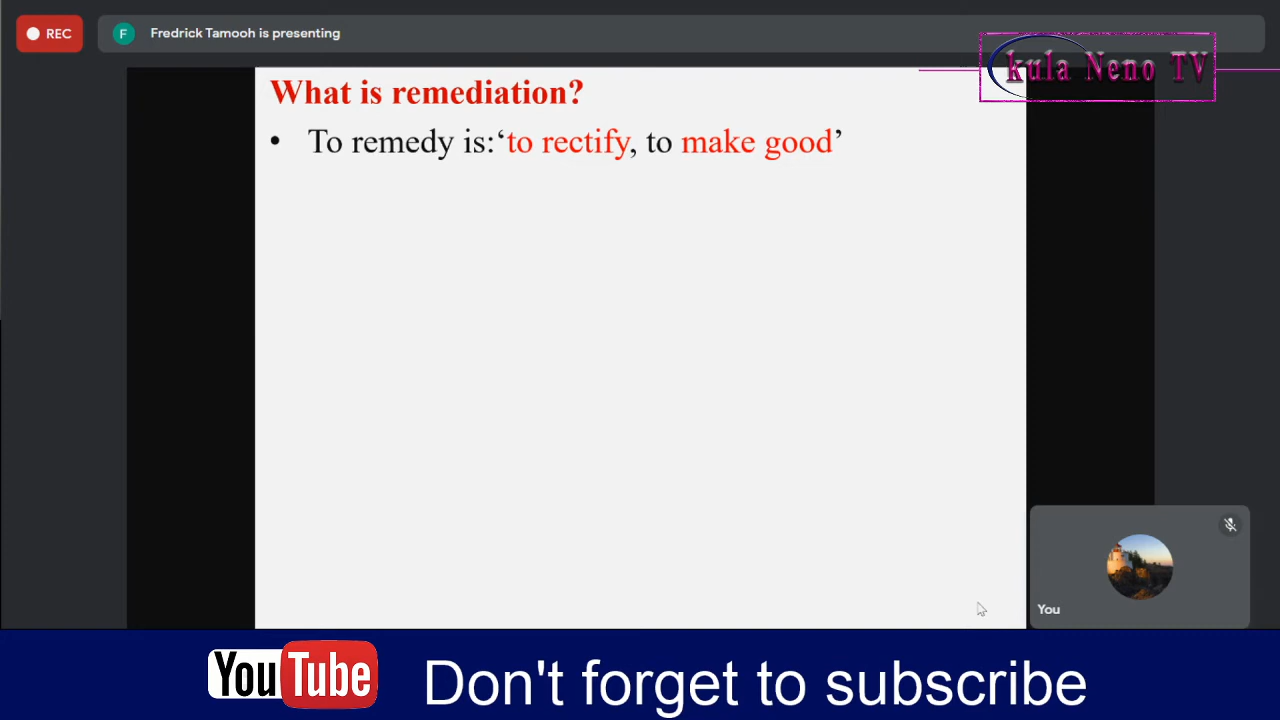 REC
F
Fredrick Tamooh is presenting
kula Neno TV
What is remediation?
• To remedy is:‘to rectify, to make good’
You
YouTube
Don't forget to subscribe